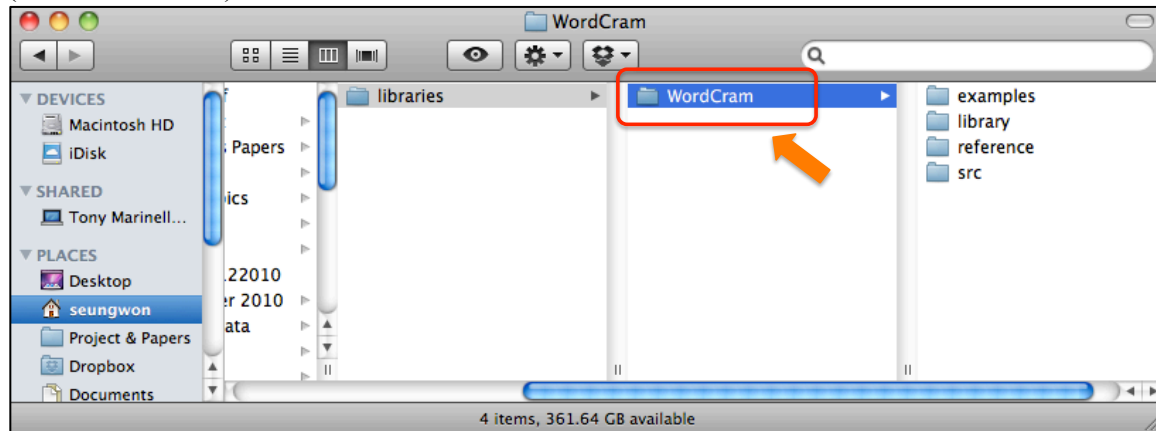 WordCram
DEVICES
Macintosh HD
iDisk
SHARED
Tony Marinell...
PLACES
Desktop
seungwon
Project & Papers
Dropbox
Documents
Papers
ics
.22010
er 2010
ata
libraries
WordCram
examples
library
reference
src
4 items, 361.64 GB available